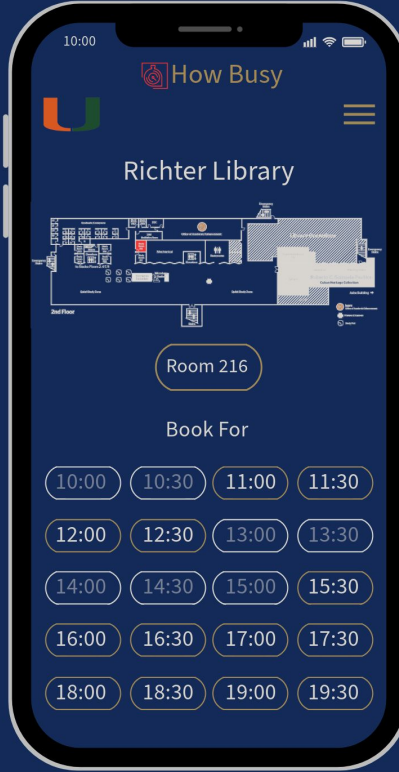 10:00
How Busy
Richter Library
2nd Floor
Room 216
Book For
10:00 10:30 11:00 11:30
12:00 12:30 13:00 13:30
14:00 14:30 15:00 15:30
16:00 16:30 17:00 17:30
18:00 18:30 19:00 19:30